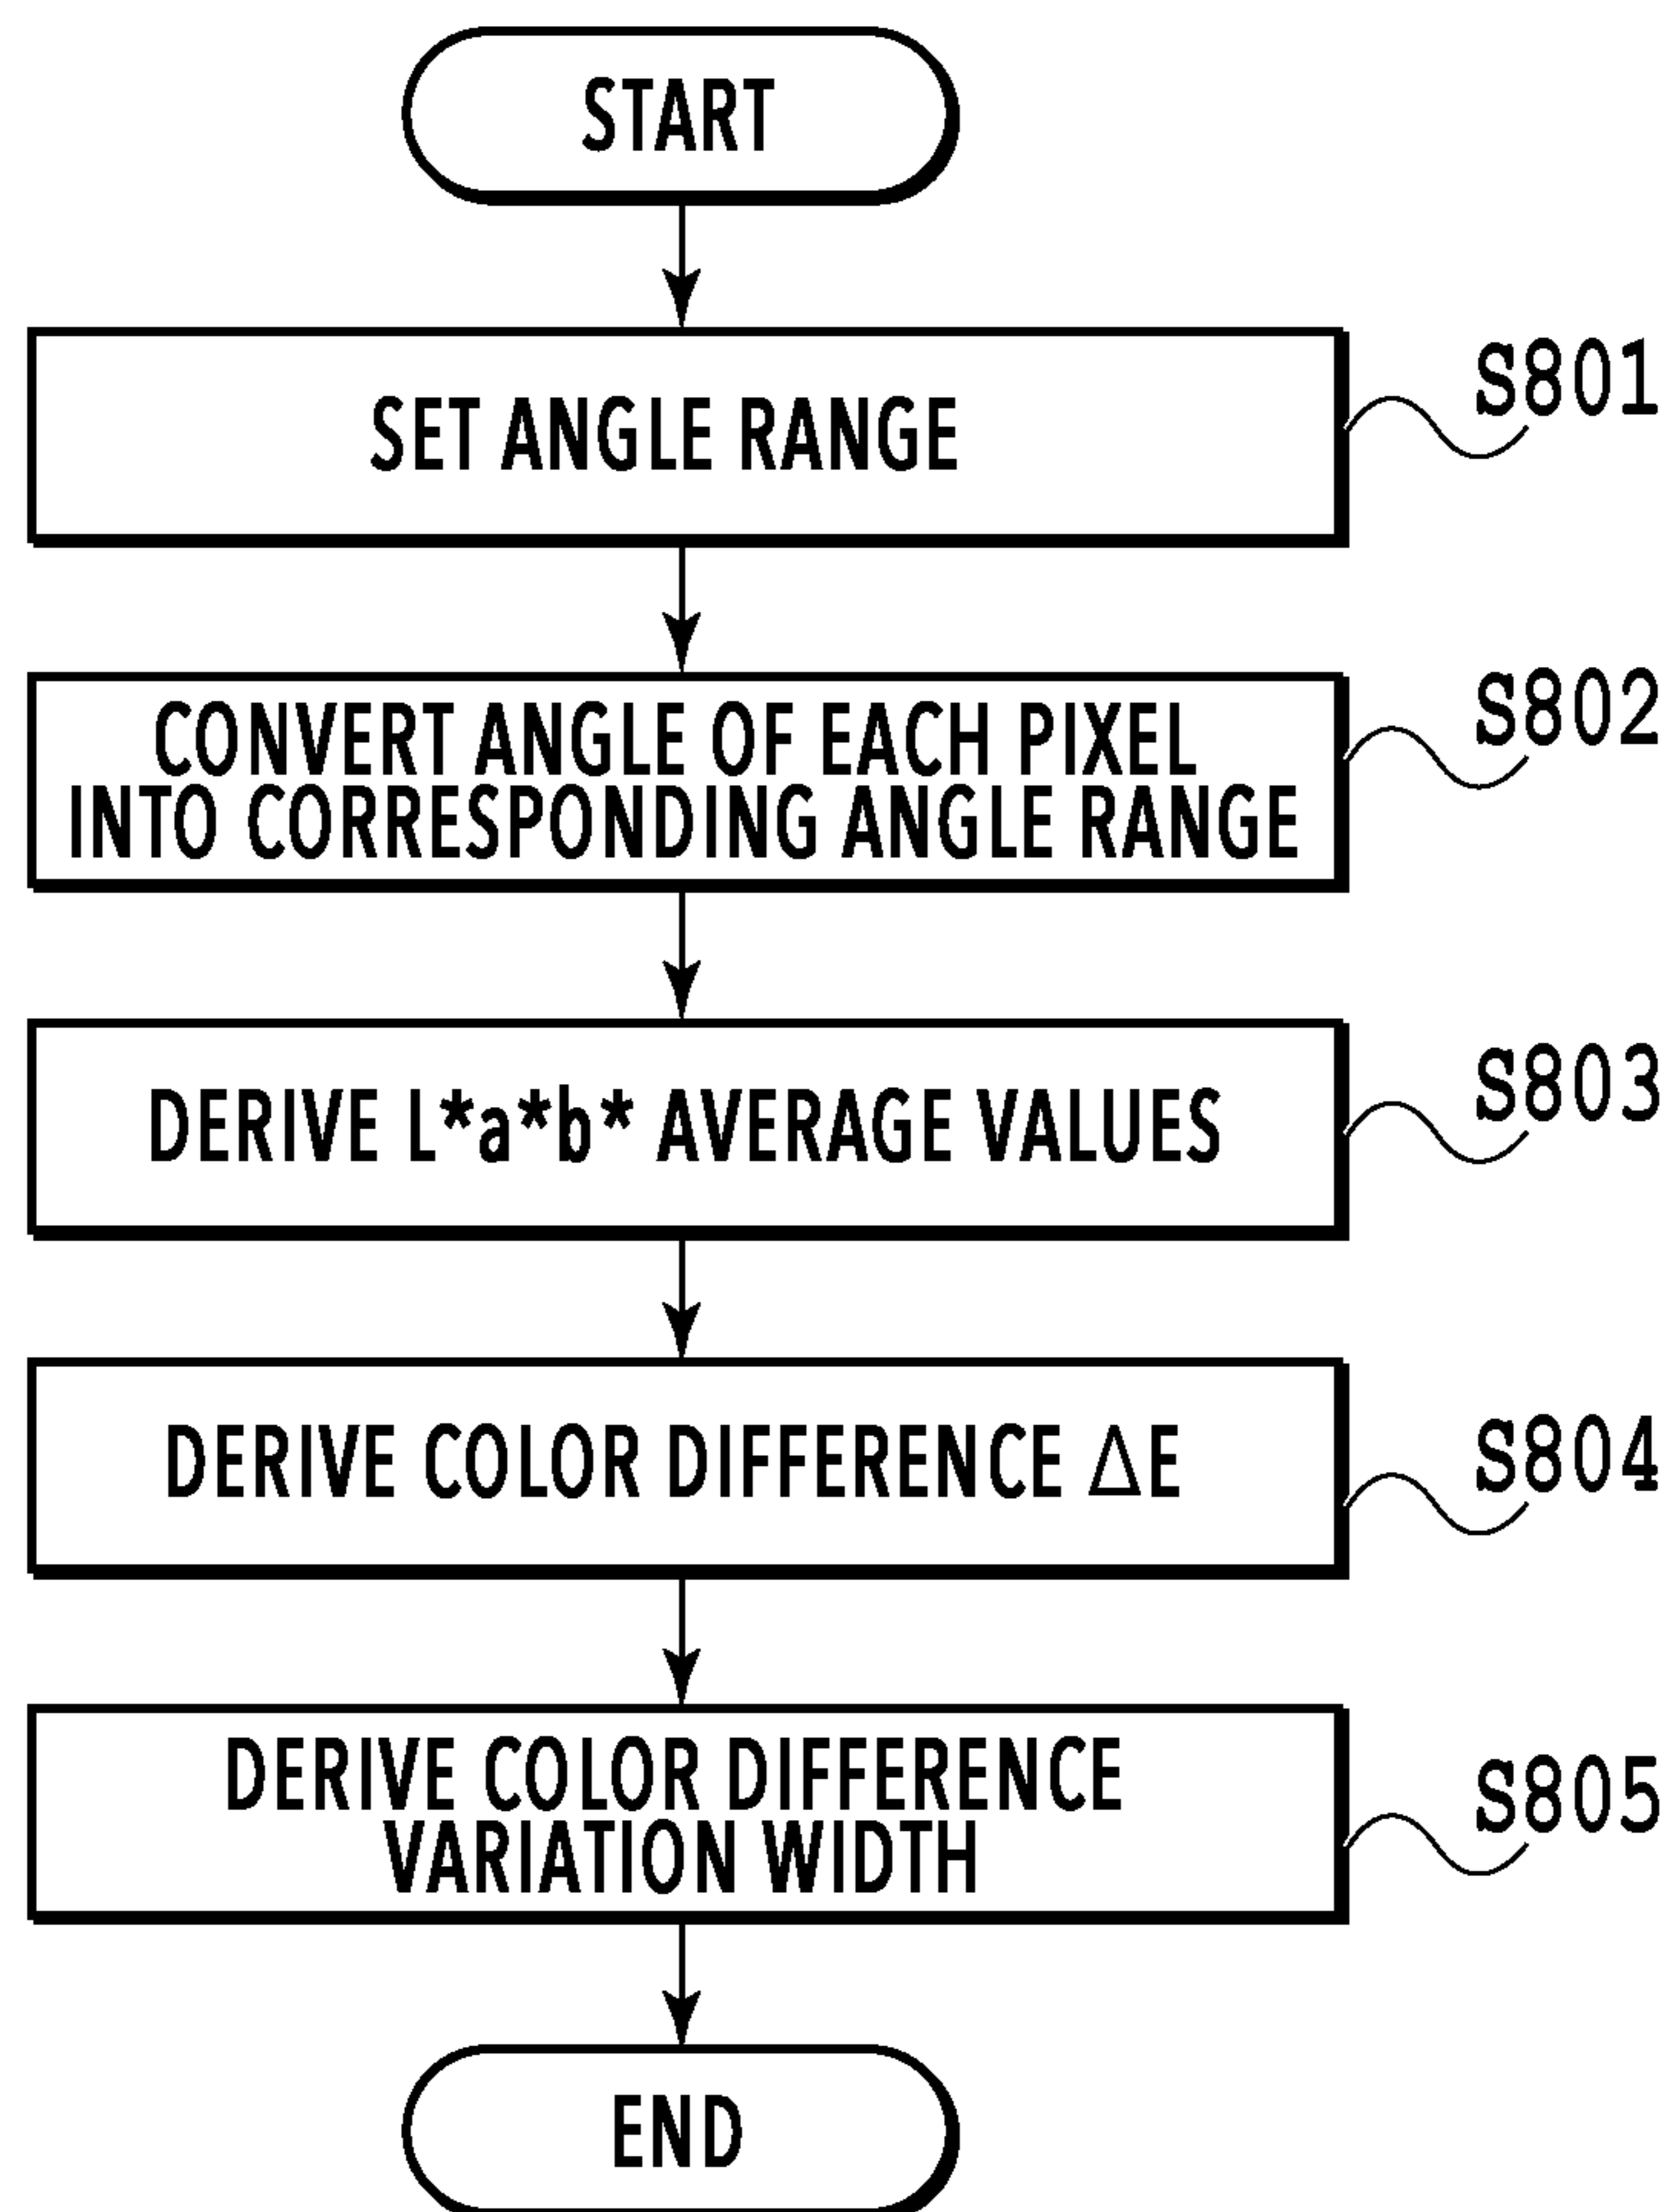 START
SET ANGLE RANGE
S801
CONVERT ANGLE OF EACH PIXEL
INTO CORRESPONDING ANGLE RANGE
S802
DERIVE L*a*b* AVERAGE VALUES
S803
DERIVE COLOR DIFFERENCE ΔE
S804
DERIVE COLOR DIFFERENCE
VARIATION WIDTH
S805
END